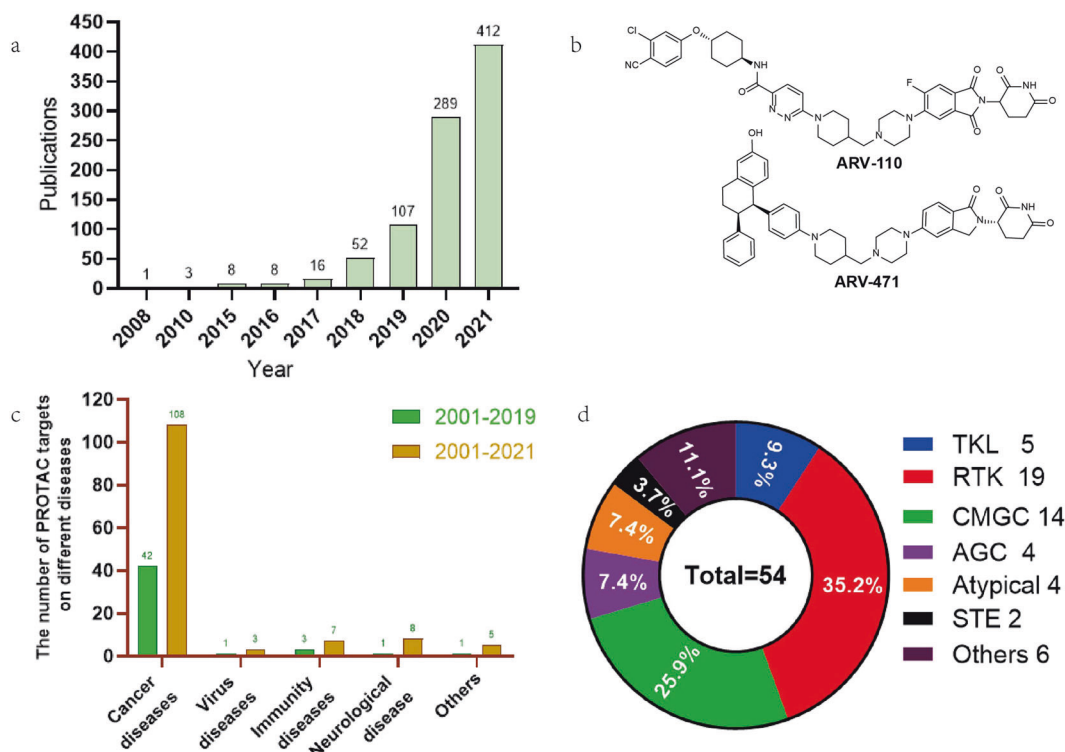 a
Publications
450
400
350
300
250
200
150
100
50
0
1
3
8
8
16
52
107
289
412
2008
2010
2015
2016
2017
2018
2019
2020
2021
Year
b
Cl
NC
O
NH
O
N
N
N
N
N
F
O
O
N
O
NH
O
ARV-110
OH
N
N
N
O
N
O
NH
O
ARV-471
c
The number of PROTAC targets
on different diseases
120
100
80
60
40
20
0
2001-2019
2001-2021
42
108
1
3
3
7
1
8
1
5
Cancer
diseases
Virus
diseases
Immunity
diseases
Neurological
disease
Others
d
9.3%
35.2%
25.9%
7.4%
7.4%
3.7%
11.1%
Total=54
TKL 5
RTK 19
CMGC 14
AGC 4
Atypical 4
STE 2
Others 6